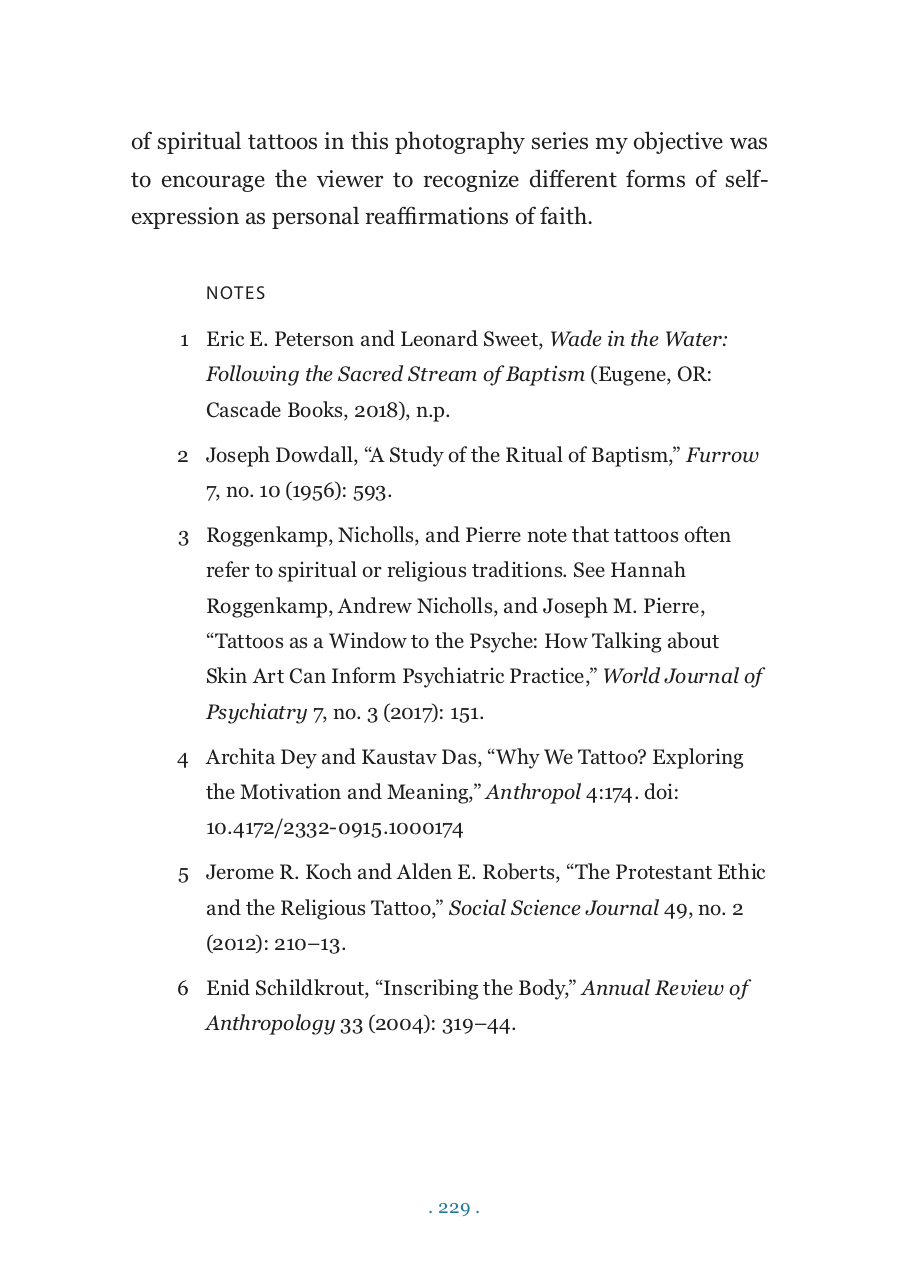 of spiritual tattoos in this photography series my objective was
to encourage the viewer to recognize different forms of self-
expression as personal reaffirmations of faith.
NOTES
1 Eric E. Peterson and Leonard Sweet, Wade in the Water:
Following the Sacred Stream of Baptism (Eugene, OR:
Cascade Books, 2018), n.p.
2 Joseph Dowdall, “A Study of the Ritual of Baptism,” Furrow
7, no. 10 (1956): 593.
3 Roggenkamp, Nicholls, and Pierre note that tattoos often
refer to spiritual or religious traditions. See Hannah
Roggenkamp, Andrew Nicholls, and Joseph M. Pierre,
“Tattoos as a Window to the Psyche: How Talking about
Skin Art Can Inform Psychiatric Practice,” World Journal of
Psychiatry 7, no. 3 (2017): 151.
4 Archita Dey and Kaustav Das, “Why We Tattoo? Exploring
the Motivation and Meaning,” Anthropol 4:174. doi:
10.4172/2332-0915.1000174
5 Jerome R. Koch and Alden E. Roberts, “The Protestant Ethic
and the Religious Tattoo,” Social Science Journal 49, no. 2
(2012): 210–13.
6 Enid Schildkrout, “Inscribing the Body,” Annual Review of
Anthropology 33 (2004): 319–44.
. 229 .